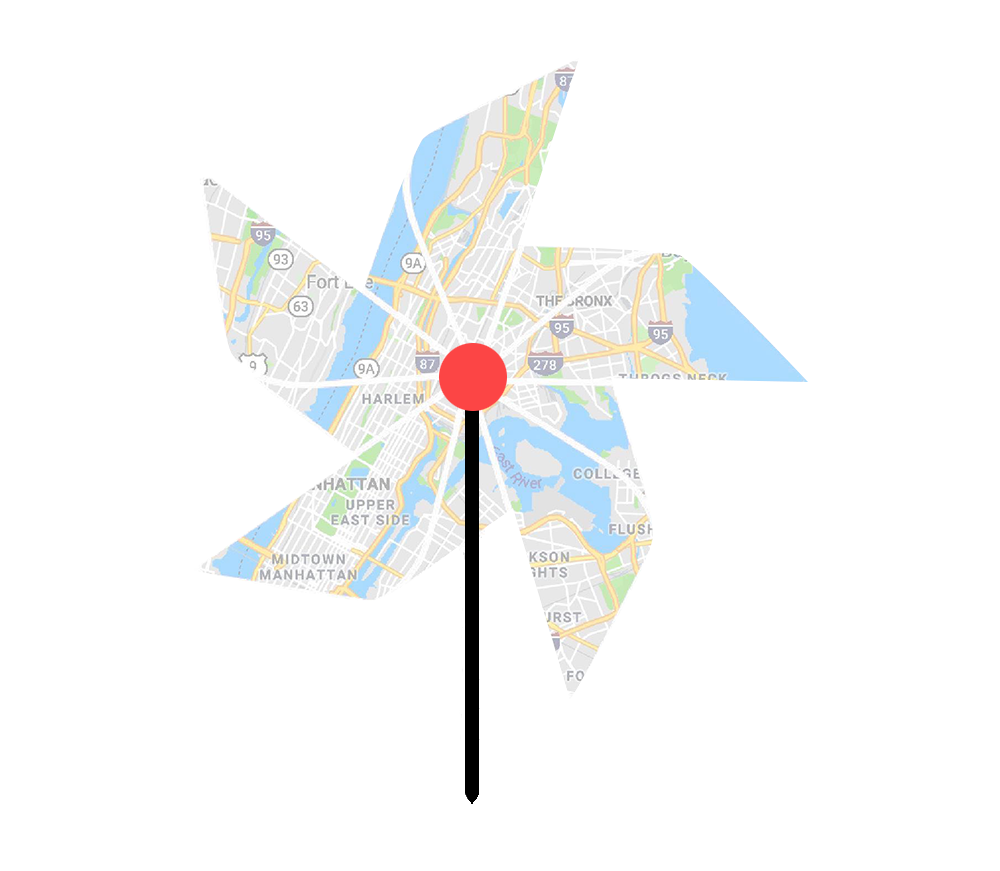 87
95
93
9A
Fort Lee
63
THE BRONX
95
95
9
9A
87
278
THROGS NECK
HARLEM
East River
COLLEGE
NHATTAN
UPPER
EAST SIDE
FLUSH
MIDTOWN
MANHATTAN
KSON
GHTS
URST
FO